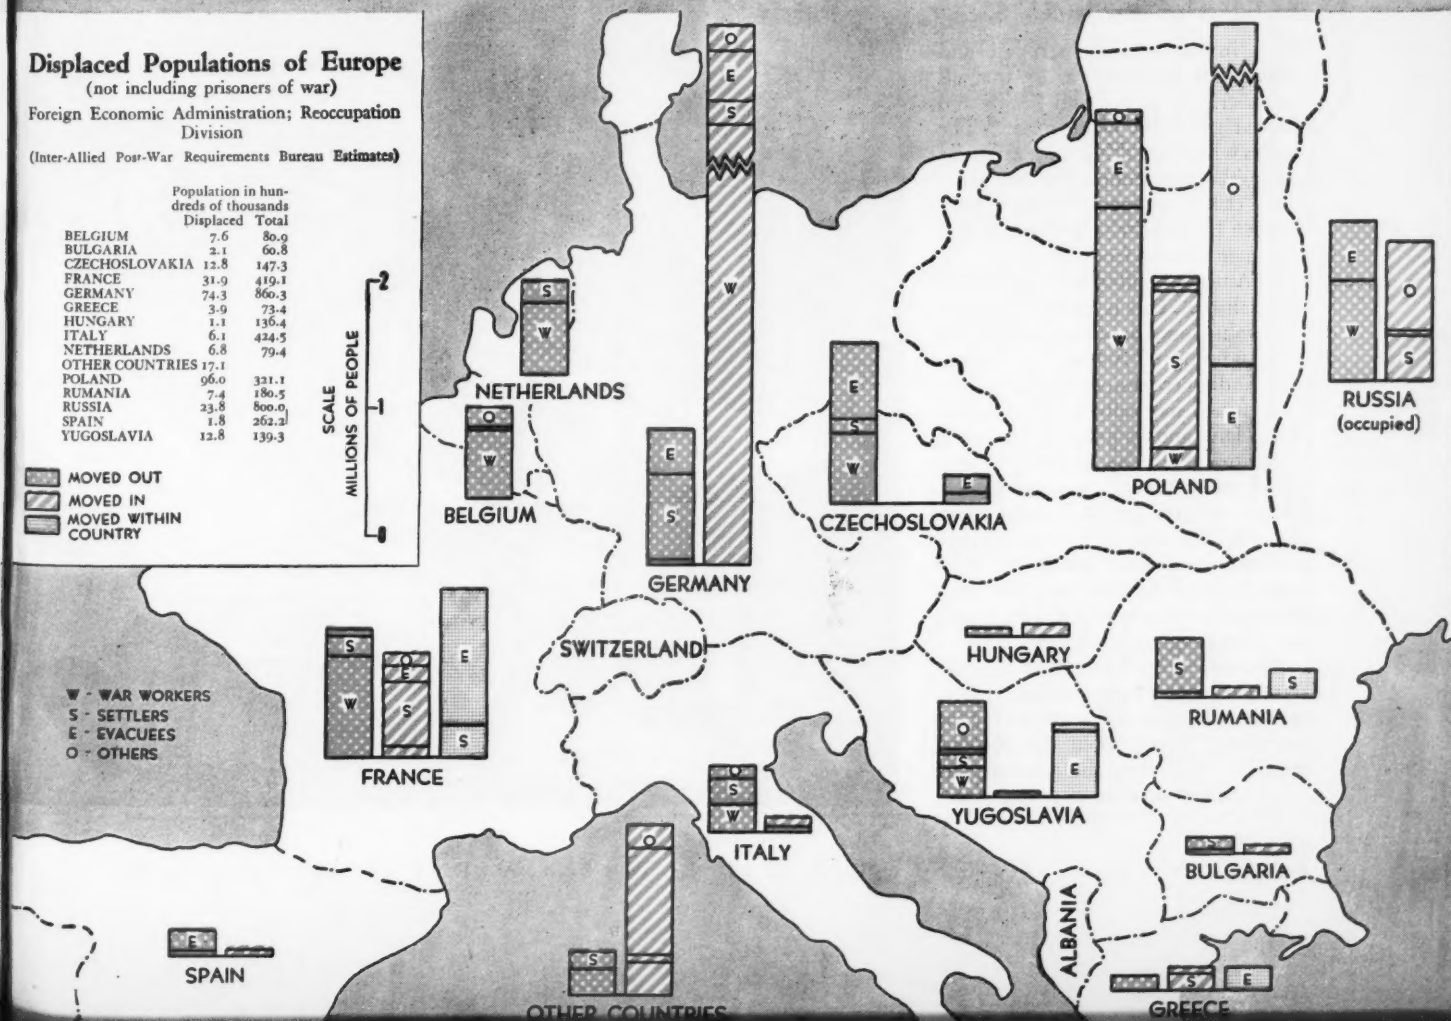 Displaced Populations of Europe
(not including prisoners of war)
Foreign Economic Administration; Reoccupation
Division
(Inter-Allied Post-War Requirements Bureau Estimates)
Population in hun-
dreds of thousands
Displaced Total
BELGIUM 7.6 80.9
BULGARIA 2.1 60.8
CZECHOSLOVAKIA 12.8 147.3
FRANCE 31.9 419.1
GERMANY 74.3 860.3
GREECE 3.9 73.4
HUNGARY 1.1 136.4
ITALY 6.1 424.5
NETHERLANDS 6.8 79.4
OTHER COUNTRIES 17.1
POLAND 96.0 321.1
RUMANIA 7.4 180.5
RUSSIA 23.8 800.0
SPAIN 1.8 262.2
YUGOSLAVIA 12.8 139.3
MOVED OUT
MOVED IN
MOVED WITHIN
COUNTRY
SCALE
MILLIONS OF PEOPLE
2
1
0
O
E
S
W
GERMANY
E
S
S
W
NETHERLANDS
O
W
BELGIUM
E
S
W
E
CZECHOSLOVAKIA
O
E
W
S
W
O
E
POLAND
E
W
O
S
RUSSIA
(occupied)
W - WAR WORKERS
S - SETTLERS
E - EVACUEES
O - OTHERS
S
W
O
E
S
E
S
FRANCE
SWITZERLAND
HUNGARY
S
S
RUMANIA
O
S
W
E
YUGOSLAVIA
O
S
W
ITALY
S
BULGARIA
ALBANIA
E
SPAIN
S
O
OTHER COUNTRIES
S
E
GREECE